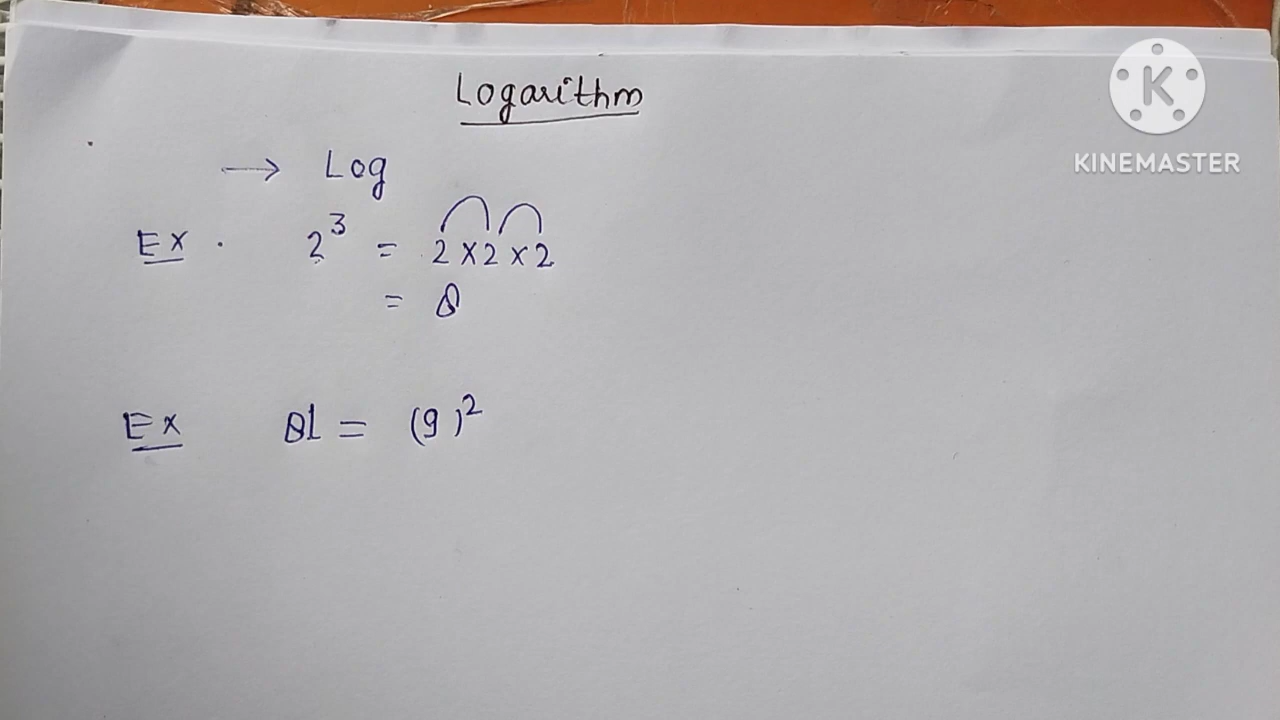 Logarithm
→ Log
Ex . 2³ = 2×2×2
= 8
Ex 81 = (9)²
K
KINEMASTER